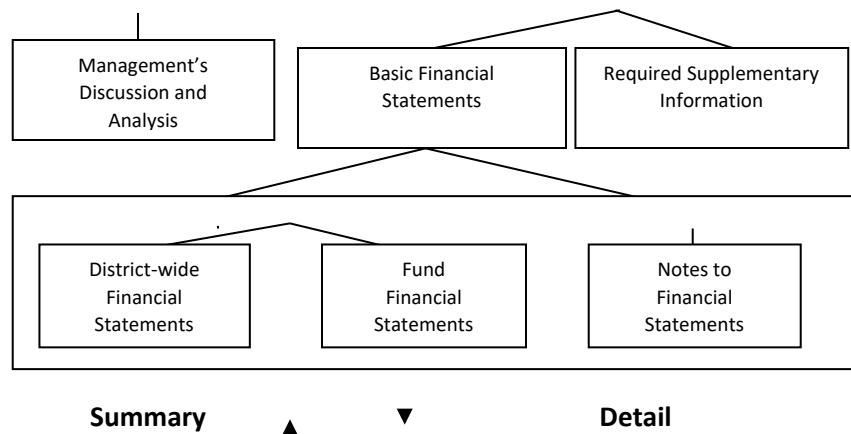 Management’s
Discussion and
Analysis
Basic Financial
Statements
Required Supplementary
Information
District-wide
Financial
Statements
Fund
Financial
Statements
Notes to
Financial
Statements
Summary
Detail